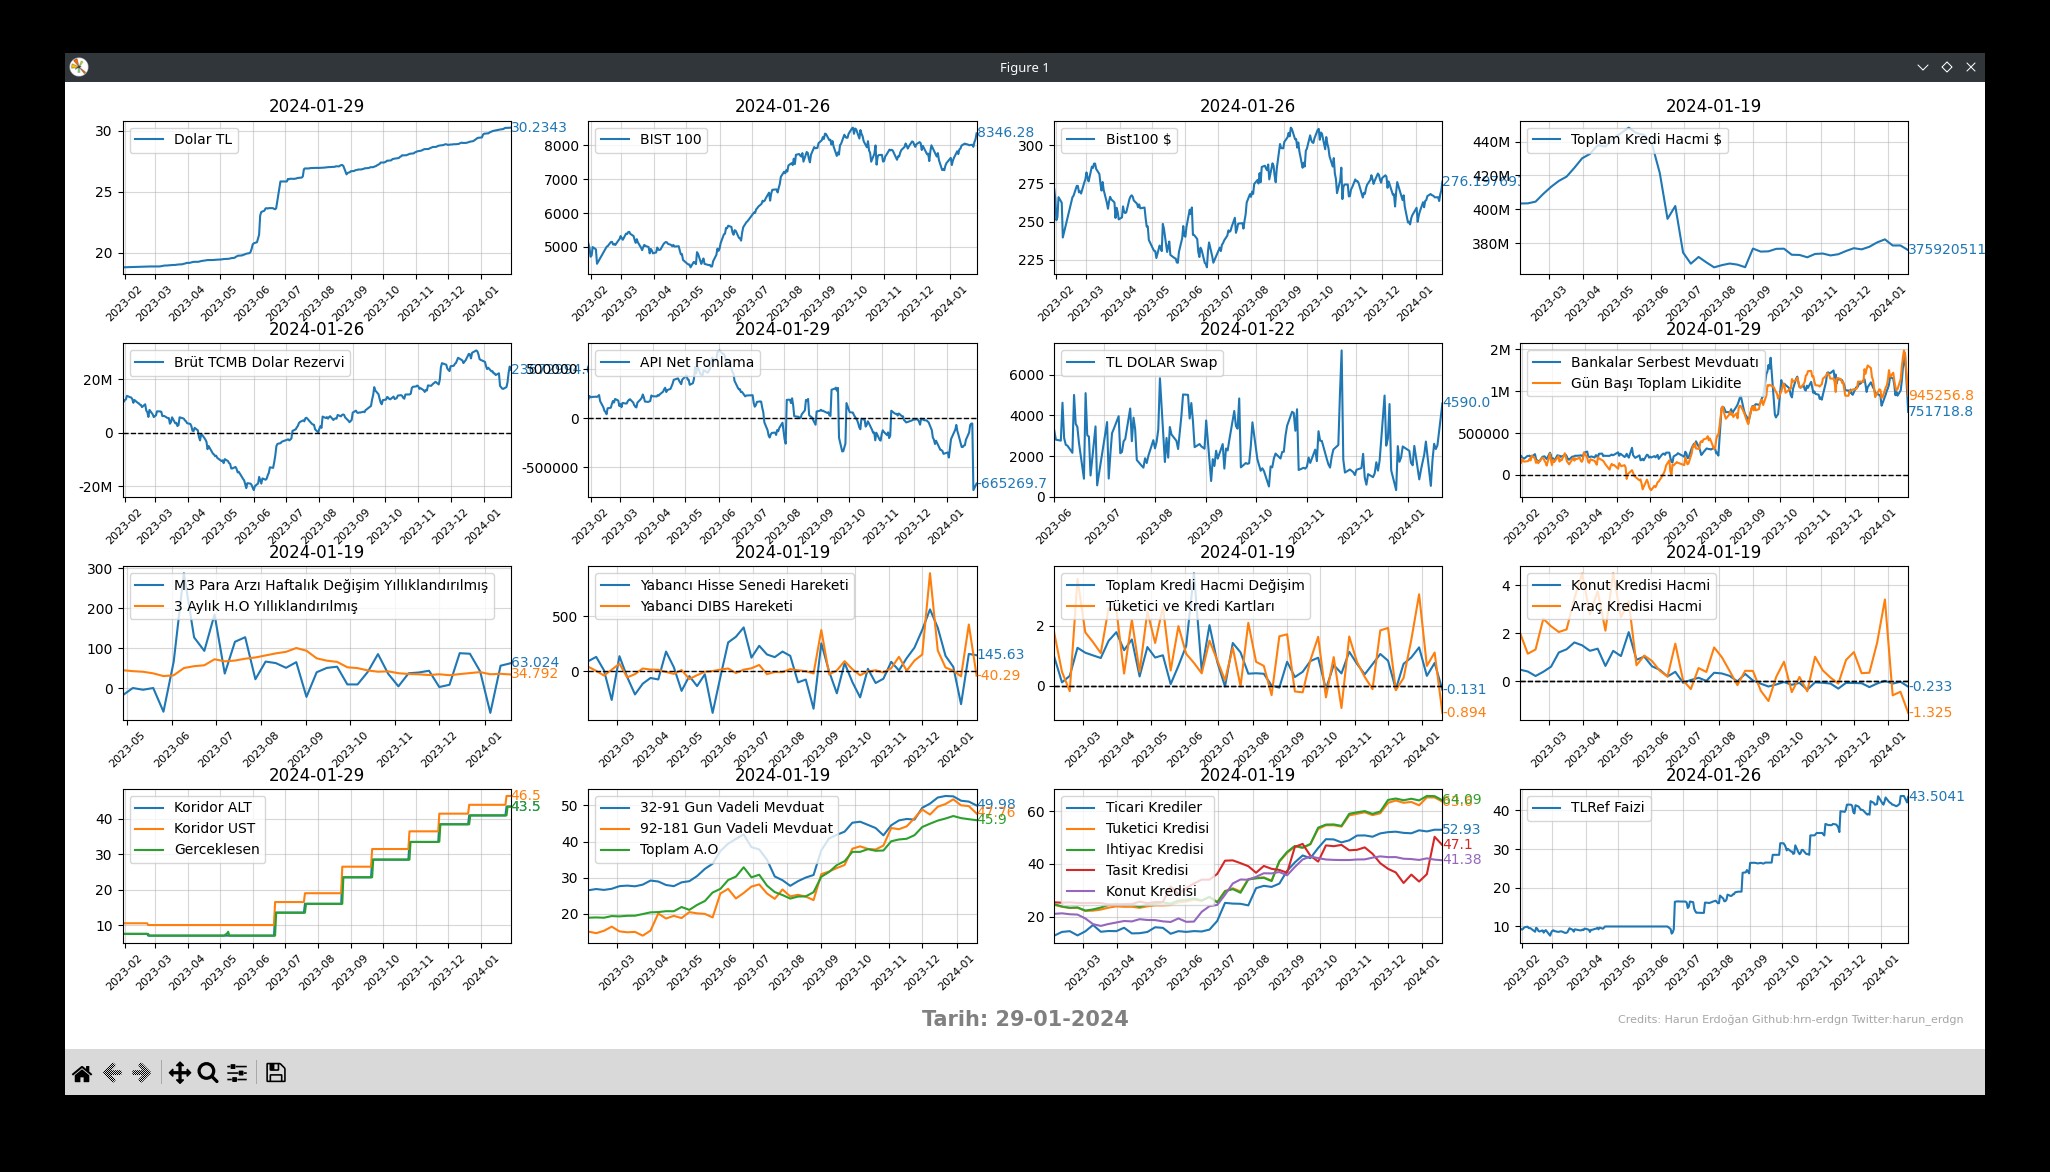 Figure 1
2024-01-29
Dolar TL
30.2343
30
25
20
2023-02 2023-03 2023-04 2023-05 2023-06 2023-07 2023-08 2023-09 2023-10 2023-11 2023-12 2024-01
2024-01-26
BIST 100
8346.28
8000
7000
6000
5000
2023-02 2023-03 2023-04 2023-05 2023-06 2023-07 2023-08 2023-09 2023-10 2023-11 2023-12 2024-01
2024-01-26
Bist100 $
300
275
250
225
2023-02 2023-03 2023-04 2023-05 2023-06 2023-07 2023-08 2023-09 2023-10 2023-11 2023-12 2024-01
2024-01-19
Toplam Kredi Hacmi $
440M
420M
400M
380M
375920511
2023-03 2023-04 2023-05 2023-06 2023-07 2023-08 2023-09 2023-10 2023-11 2023-12 2024-01
2024-01-26
Brüt TCMB Dolar Rezervi
20M
0
-20M
2023-02 2023-03 2023-04 2023-05 2023-06 2023-07 2023-08 2023-09 2023-10 2023-11 2023-12 2024-01
2024-01-29
API Net Fonlama
500000
0
-500000
-665269.7
2023-02 2023-03 2023-04 2023-05 2023-06 2023-07 2023-08 2023-09 2023-10 2023-11 2023-12 2024-01
2024-01-22
TL DOLAR Swap
6000
4000
2000
0
4590.0
2023-06 2023-07 2023-08 2023-09 2023-10 2023-11 2023-12 2024-01
2024-01-29
Bankalar Serbest Mevduatı
Gün Başı Toplam Likidite
2M
1M
500000
0
945256.8
751718.8
2023-02 2023-03 2023-04 2023-05 2023-06 2023-07 2023-08 2023-09 2023-10 2023-11 2023-12 2024-01
2024-01-19
M3 Para Arzı Haftalık Değişim Yıllıklandırılmış
3 Aylık H.O Yıllıklandırılmış
300
200
100
0
63.024
34.792
2023-05 2023-06 2023-07 2023-08 2023-09 2023-10 2023-11 2023-12 2024-01
2024-01-19
Yabancı Hisse Senedi Hareketi
Yabanci DIBS Hareketi
500
0
145.63
-40.29
2023-03 2023-04 2023-05 2023-06 2023-07 2023-08 2023-09 2023-10 2023-11 2023-12 2024-01
2024-01-19
Toplam Kredi Hacmi Değişim
Tüketici ve Kredi Kartları
2
0
-0.131
-0.894
2023-03 2023-04 2023-05 2023-06 2023-07 2023-08 2023-09 2023-10 2023-11 2023-12 2024-01
2024-01-19
Konut Kredisi Hacmi
Araç Kredisi Hacmi
4
2
0
-0.233
-1.325
2023-03 2023-04 2023-05 2023-06 2023-07 2023-08 2023-09 2023-10 2023-11 2023-12 2024-01
2024-01-29
Koridor ALT
Koridor UST
Gerceklesen
40
30
20
10
46.5
43.5
2023-02 2023-03 2023-04 2023-05 2023-06 2023-07 2023-08 2023-09 2023-10 2023-11 2023-12 2024-01
2024-01-19
32-91 Gun Vadeli Mevduat
92-181 Gun Vadeli Mevduat
Toplam A.O
50
40
30
20
49.98
47.76
45.9
2023-03 2023-04 2023-05 2023-06 2023-07 2023-08 2023-09 2023-10 2023-11 2023-12 2024-01
2024-01-19
Ticari Krediler
Tuketici Kredisi
Ihtiyac Kredisi
Tasit Kredisi
Konut Kredisi
60
40
20
64.09
52.93
47.1
41.38
2023-03 2023-04 2023-05 2023-06 2023-07 2023-08 2023-09 2023-10 2023-11 2023-12 2024-01
2024-01-26
TLRef Faizi
40
30
20
10
43.5041
2023-02 2023-03 2023-04 2023-05 2023-06 2023-07 2023-08 2023-09 2023-10 2023-11 2023-12 2024-01
Tarih: 29-01-2024
Credits: Harun Erdoğan Github:hrn-erdgn Twitter:harun_erdgn